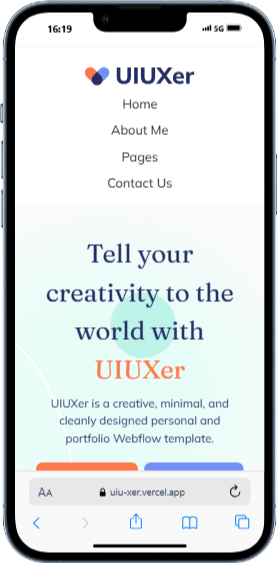 16:19
5G
UIUXer
Home
About Me
Pages
Contact Us
Tell your
creativity to the
world with
UIUXer
UIUXer is a creative, minimal, and
cleanly designed personal and
portfolio Webflow template.
AA
uiu-xer.vercel.app